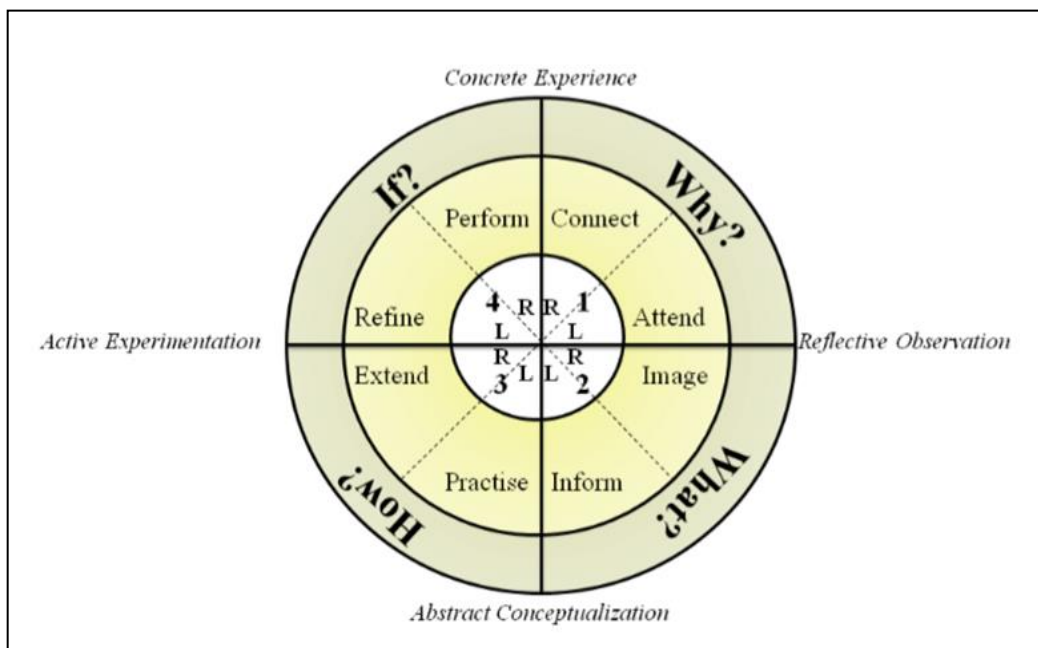 Concrete Experience
If?
Why?
Perform
Connect
4
R
R
1
Refine
L
L
Attend
Active Experimentation
Reflective Observation
Extend
R
R
Image
3
L
L
2
Practise
Inform
How?
What?
Abstract Conceptualization